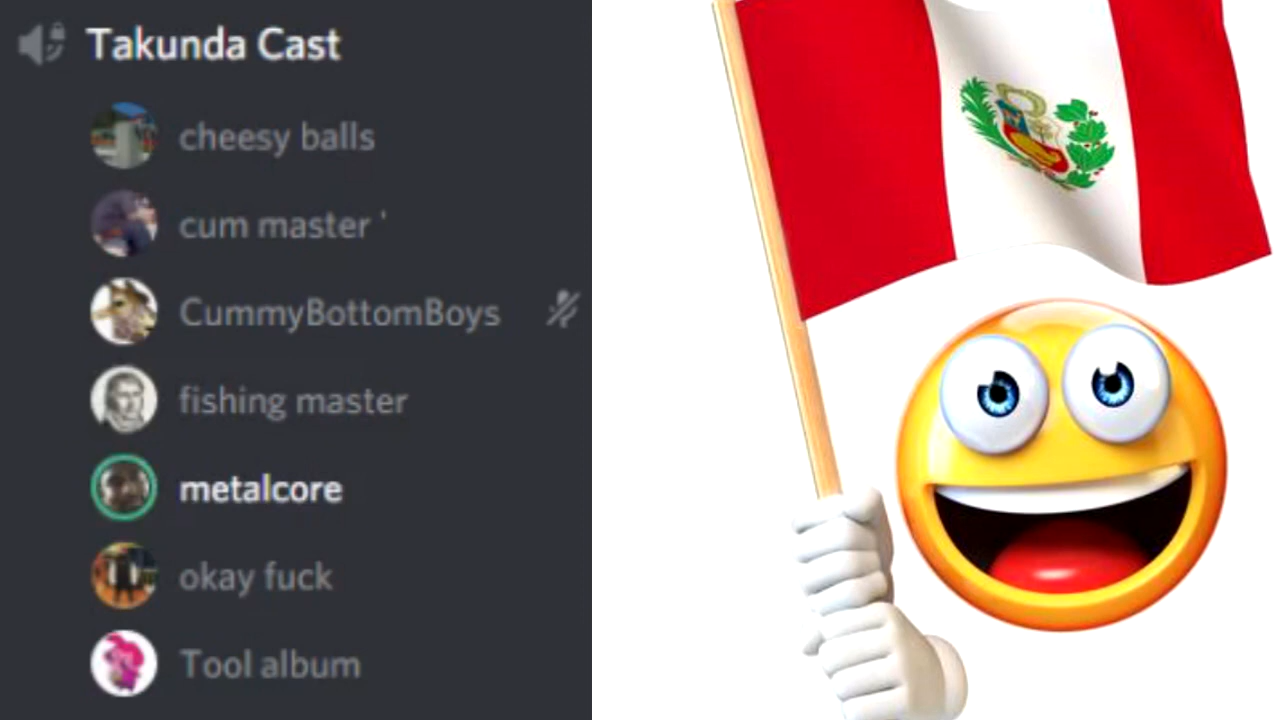 Takunda Cast
cheesy balls
cum master '
CummyBottomBoys
fishing master
metalcore
okay fuck
Tool album